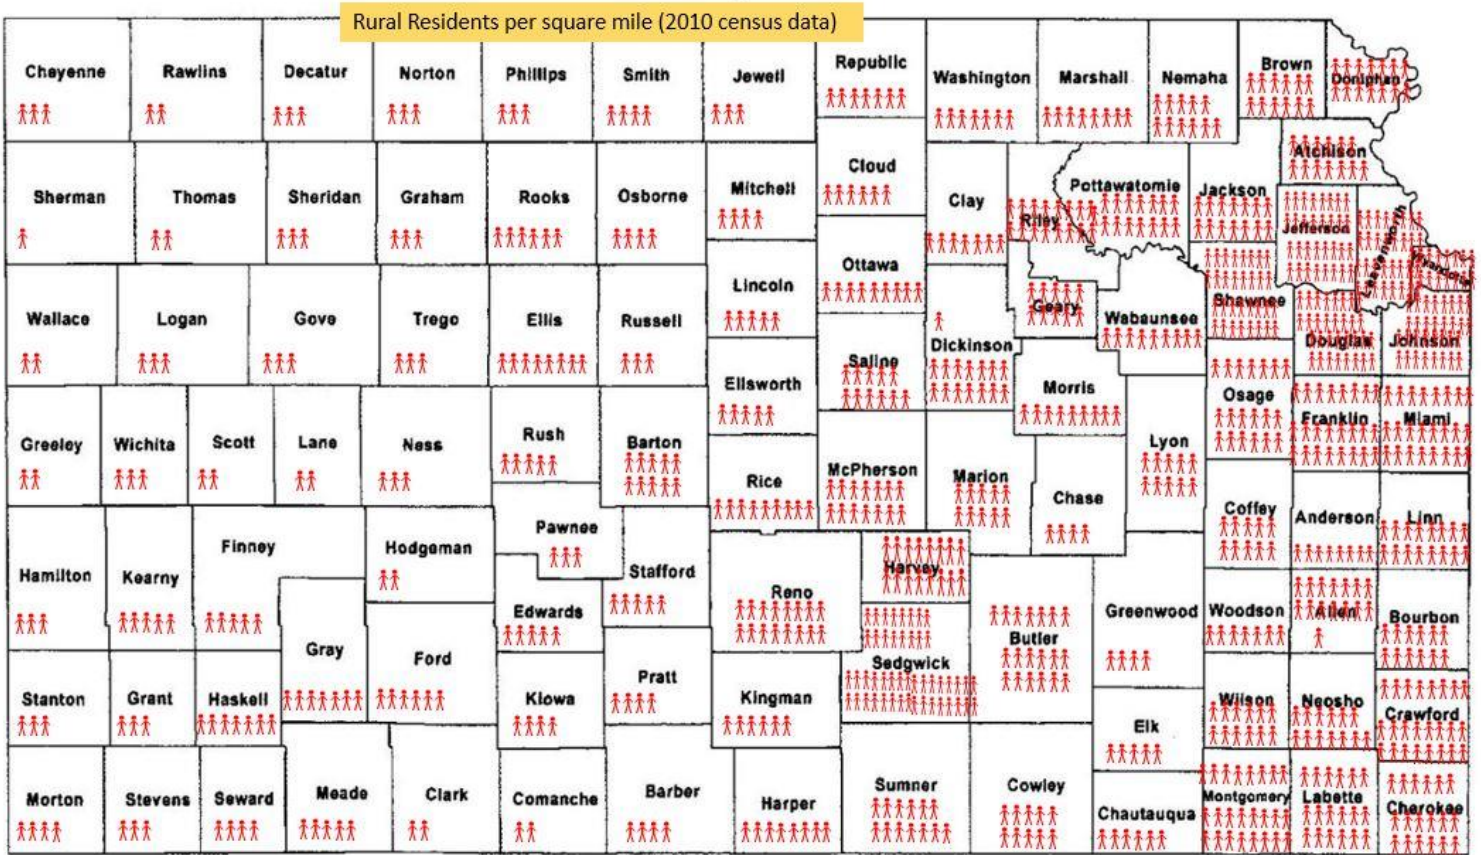 Rural Residents per square mile (2010 census data)
Cheyenne
Rawlins
Decatur
Norton
Phillips
Smith
Jewell
Republic
Washington
Marshall
Nemaha
Brown
Doniphan
Sherman
Thomas
Sheridan
Graham
Rooks
Osborne
Mitchell
Cloud
Clay
Riley
Pottawatomie
Jackson
Atchison
Jefferson
Leavenworth
Wyandotte
Wallace
Logan
Gove
Trego
Ellis
Russell
Lincoln
Ottawa
Saline
Dickinson
Geary
Wabaunsee
Shawnee
Douglas
Johnson
Greeley
Wichita
Scott
Lane
Ness
Rush
Barton
Ellsworth
Rice
McPherson
Marion
Morris
Chase
Lyon
Osage
Franklin
Miami
Hamilton
Kearny
Finney
Hodgeman
Pawnee
Edwards
Stafford
Reno
Harvey
Sedgwick
Butler
Greenwood
Coffey
Anderson
Linn
Woodson
Allen
Bourbon
Stanton
Grant
Haskell
Gray
Ford
Kiowa
Pratt
Kingman
Elk
Wilson
Neosho
Crawford
Morton
Stevens
Seward
Meade
Clark
Comanche
Barber
Harper
Sumner
Cowley
Chautauqua
Montgomery
Labette
Cherokee